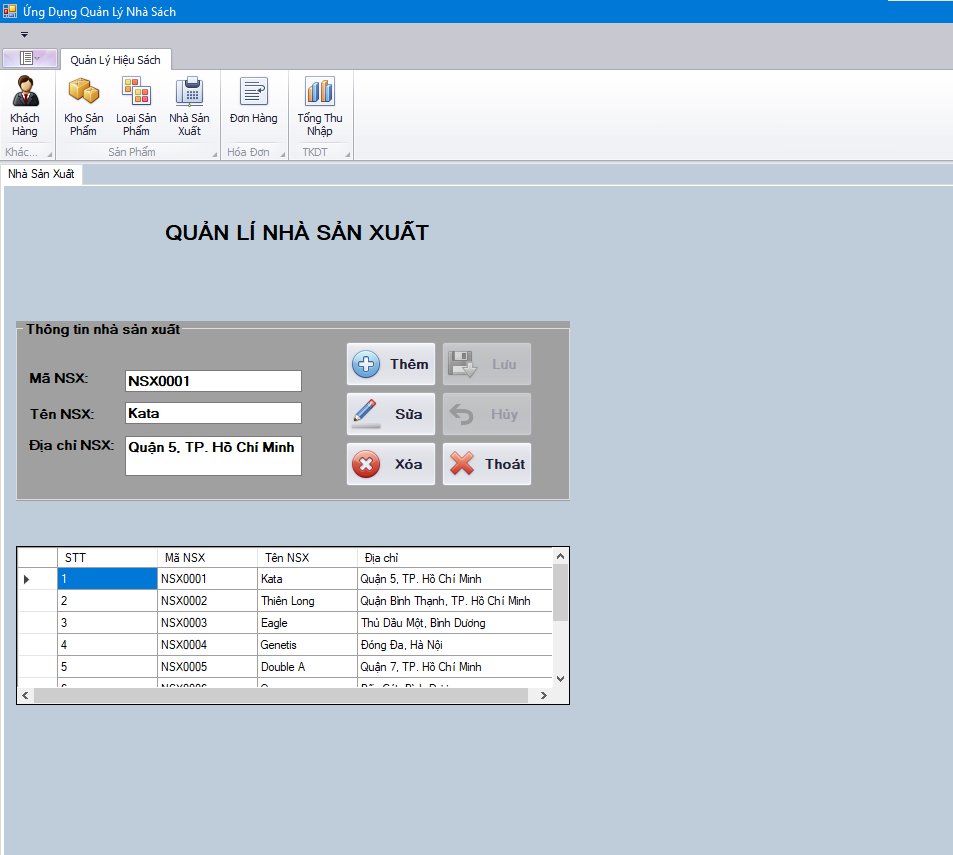 Ứng Dụng Quản Lý Nhà Sách
Quản Lý Hiệu Sách
Khách Hàng
Kho Sản Phẩm
Loại Sản Phẩm
Nhà Sản Xuất
Đơn Hàng
Tổng Thu Nhập
Khác...
Sản Phẩm
Hóa Đơn
TKDT
Nhà Sản Xuất
QUẢN LÍ NHÀ SẢN XUẤT
Thông tin nhà sản xuất
Mã NSX: NSX0001
Tên NSX: Kata
Địa chỉ NSX: Quận 5, TP. Hồ Chí Minh
Thêm Lưu
Sửa Hủy
Xóa Thoát
STT Mã NSX Tên NSX Địa chỉ
1 NSX0001 Kata Quận 5, TP. Hồ Chí Minh
2 NSX0002 Thiên Long Quận Bình Thạnh, TP. Hồ Chí Minh
3 NSX0003 Eagle Thủ Dầu Một, Bình Dương
4 NSX0004 Genetis Đóng Đa, Hà Nội
5 NSX0005 Double A Quận 7, TP. Hồ Chí Minh